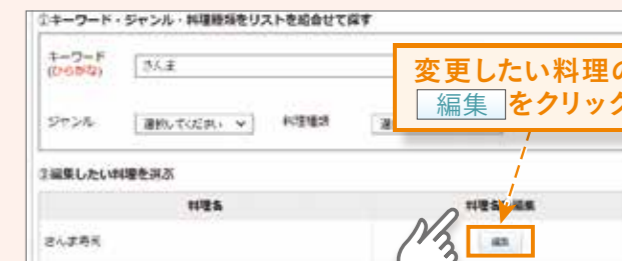 ①キーワード・ジャンル・料理種類をリストを組合せて探す
キーワード
(ひらがな)
さんま
変更したい料理の
編集 をクリック
ジャンル
選択してください
料理種類
選
②編集したい料理を選ぶ
料理名
料理名 編集
さんま寿司
編集